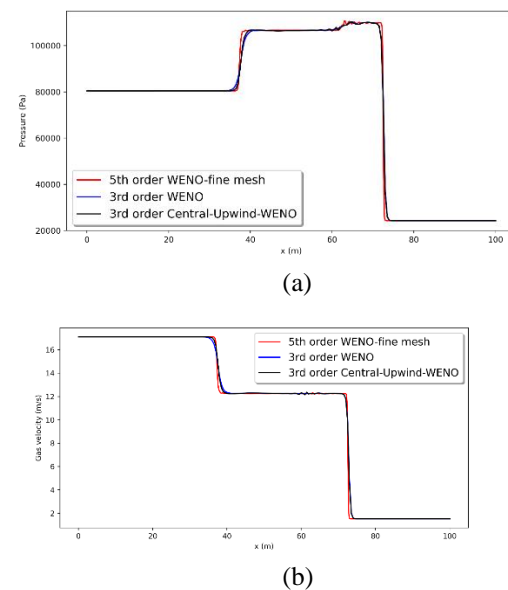 100000
80000
60000
40000
20000
Pressure (Pa)
5th order WENO-fine mesh
3rd order WENO
3rd order Central-Upwind-WENO
0 20 40 60 80 100
x (m)
(a)
16
14
12
10
8
6
4
2
Gas velocity (m/s)
5th order WENO-fine mesh
3rd order WENO
3rd order Central-Upwind-WENO
0 20 40 60 80 100
x (m)
(b)